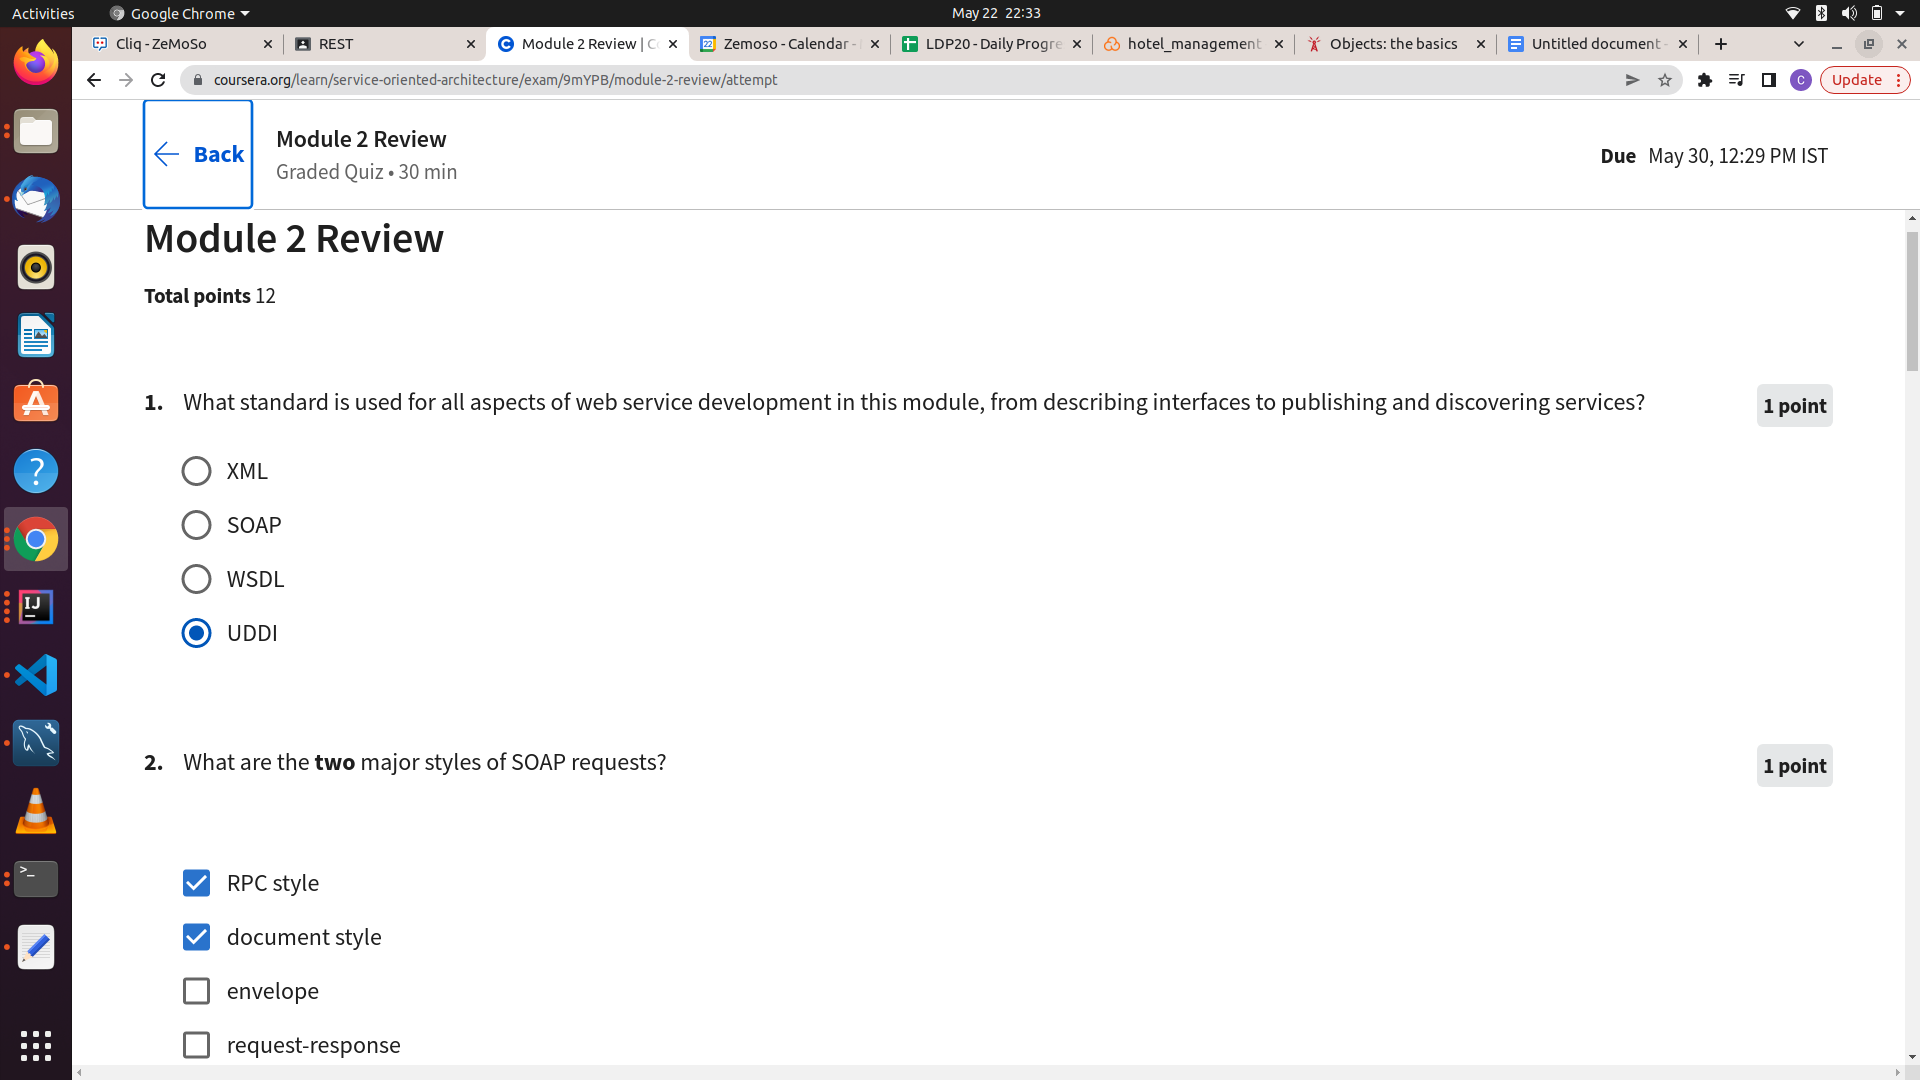 Activities
Google Chrome
May 22 22:33
Cliq - ZeMoSo
REST
Module 2 Review | C
Zemoso - Calendar -
LDP20 - Daily Progre
hotel_management
Objects: the basics
Untitled document -
coursera.org/learn/service-oriented-architecture/exam/9mYPB/module-2-review/attempt
C
Update
Back
Module 2 Review
Graded Quiz • 30 min
Due May 30, 12:29 PM IST
Module 2 Review
Total points 12
1. What standard is used for all aspects of web service development in this module, from describing interfaces to publishing and discovering services?
1 point
XML
SOAP
WSDL
UDDI
2. What are the two major styles of SOAP requests?
1 point
RPC style
document style
envelope
request-response